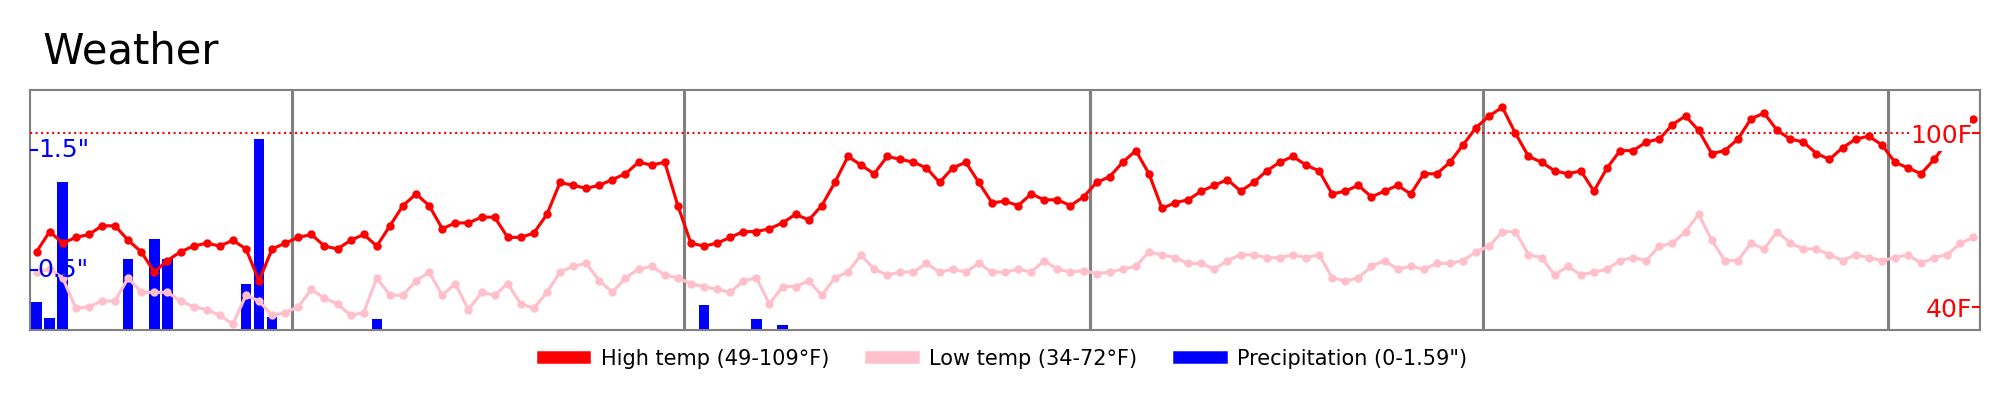 Weather
1.5"
100F
0.5"
40F
High temp (49-109°F) Low temp (34-72°F) Precipitation (0-1.59")